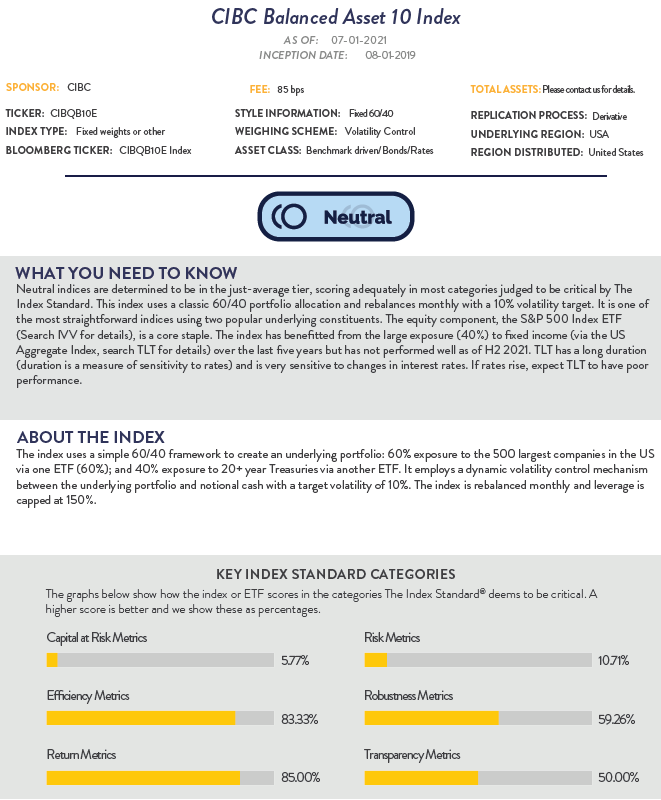 CIBC Balanced Asset 10 Index
AS OF: 07-01-2021
INCEPTION DATE: 08-01-2019
SPONSOR: CIBC
FEE: 85 bps
TOTAL ASSETS: Please contact us for details.
TICKER: CIBQB10E
STYLE INFORMATION: Fixed 60/40
REPLICATION PROCESS: Derivative
INDEX TYPE: Fixed weights or other
WEIGHING SCHEME: Volatility Control
UNDERLYING REGION: USA
BLOOMBERG TICKER: CIBQB10E Index
ASSET CLASS: Benchmark driven/Bonds/Rates
REGION DISTRIBUTED: United States
Neutral
WHAT YOU NEED TO KNOW
Neutral indices are determined to be in the just-average tier, scoring adequately in most categories judged to be critical by The
Index Standard. This index uses a classic 60/40 portfolio allocation and rebalances monthly with a 10% volatility target. It is one of
the most straightforward indices using two popular underlying constituents. The equity component, the S&P 500 Index ETF
(Search IVV for details), is a core staple. The index has benefitted from the large exposure (40%) to fixed income (via the US
Aggregate Index, search TLT for details) over the last five years but has not performed well as of H2 2021. TLT has a long duration
(duration is a measure of sensitivity to rates) and is very sensitive to changes in interest rates. If rates rise, expect TLT to have poor
performance.
ABOUT THE INDEX
The index uses a simple 60/40 framework to create an underlying portfolio: 60% exposure to the 500 largest companies in the US
via one ETF (60%); and 40% exposure to 20+ year Treasuries via another ETF. It employs a dynamic volatility control mechanism
between the underlying portfolio and notional cash with a target volatility of 10%. The index is rebalanced monthly and leverage is
capped at 150%.
KEY INDEX STANDARD CATEGORIES
The graphs below show how the index or ETF scores in the categories The Index Standard® deems to be critical. A
higher score is better and we show these as percentages.
Capital at Risk Metrics
5.77%
Risk Metrics
10.71%
Efficiency Metrics
83.33%
Robustness Metrics
59.26%
Return Metrics
85.00%
Transparency Metrics
50.00%